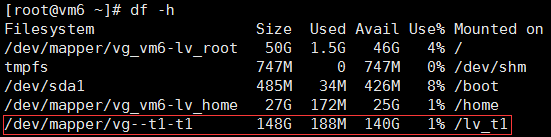 [root@vm6 ~]# df -h
Filesystem Size Used Avail Use% Mounted on
/dev/mapper/vg_vm6-lv_root 50G 1.5G 46G 4% /
tmpfs 747M 0 747M 0% /dev/shm
/dev/sda1 485M 34M 426M 8% /boot
/dev/mapper/vg_vm6-lv_home 27G 172M 25G 1% /home
/dev/mapper/vg--t1-t1 148G 188M 140G 1% /lv_t1